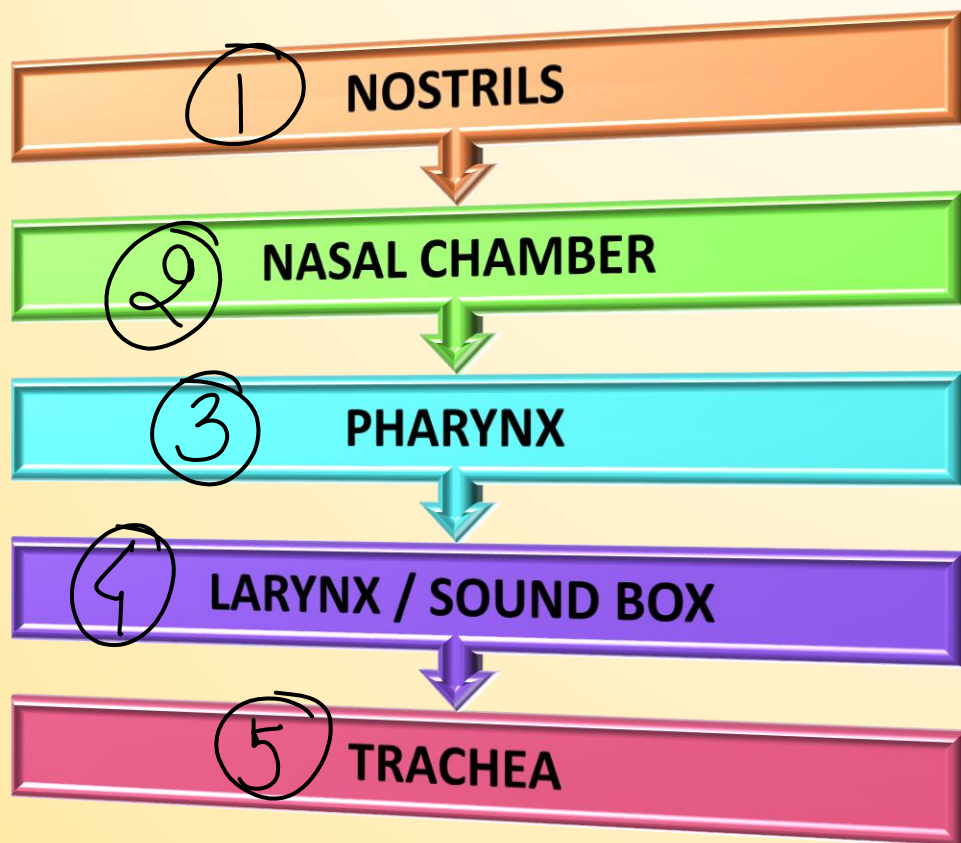 1 NOSTRILS
2 NASAL CHAMBER
3 PHARYNX
4 LARYNX / SOUND BOX
5 TRACHEA